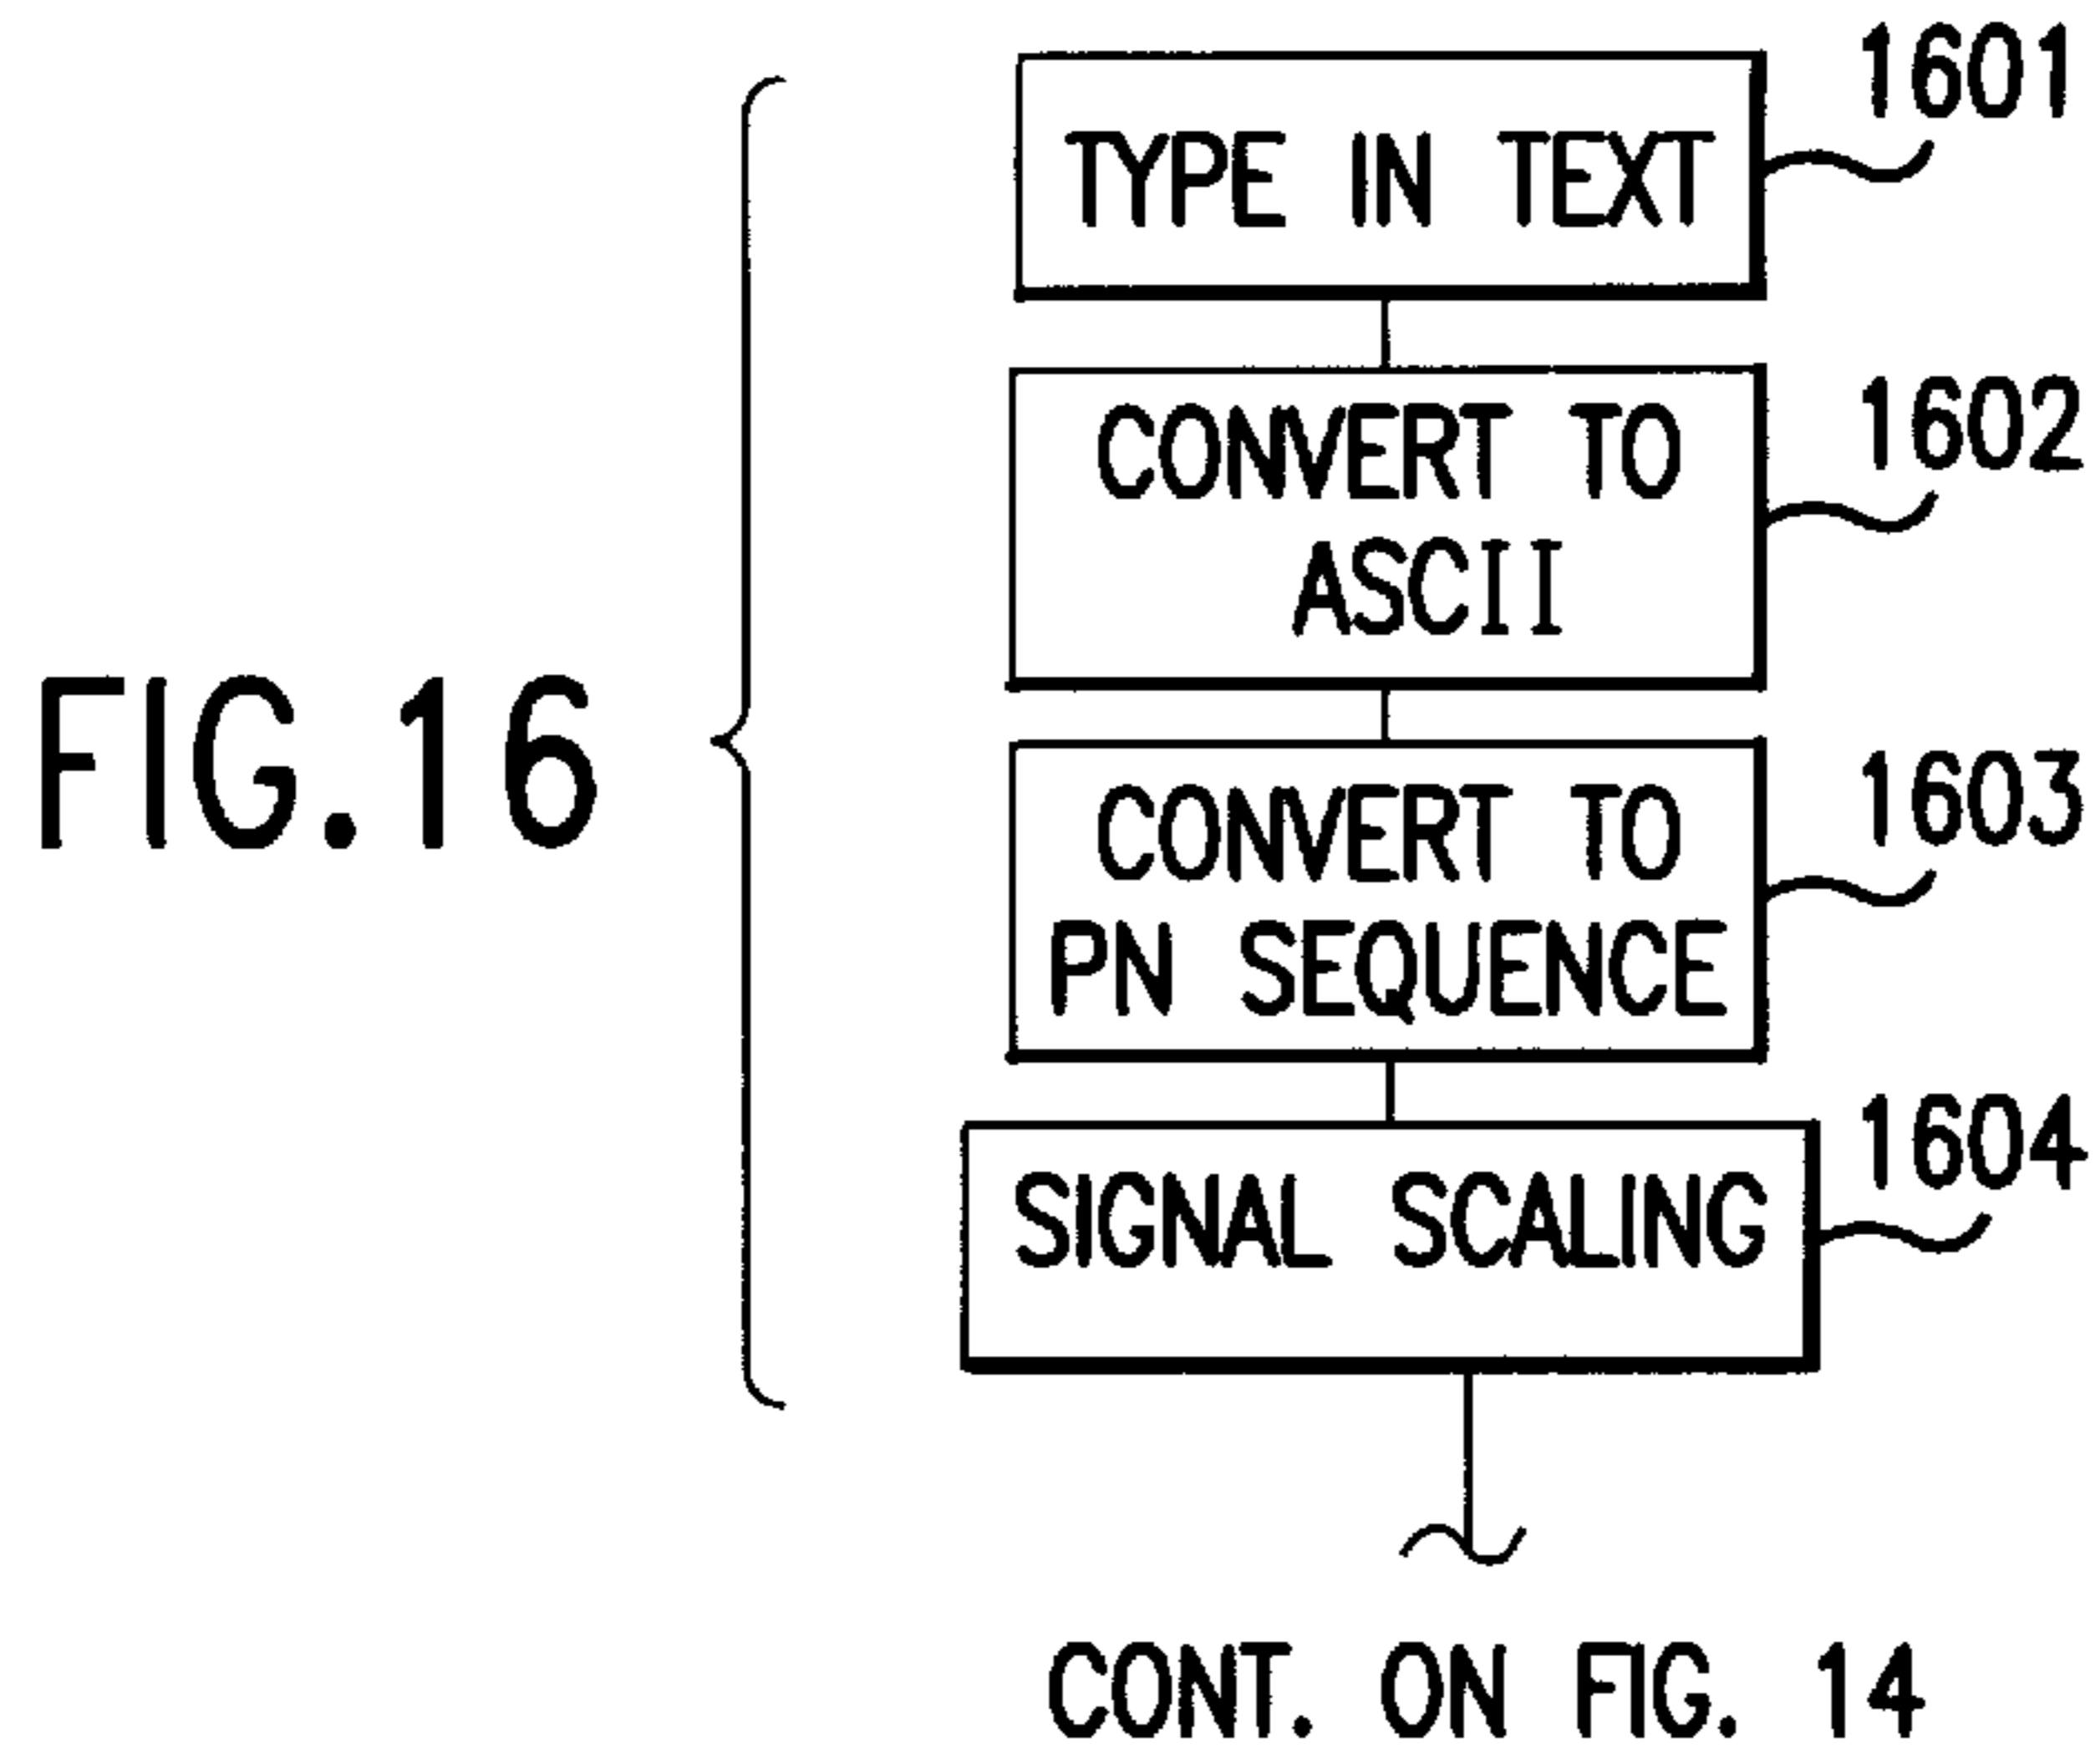 FIG.16
TYPE IN TEXT
1601
CONVERT TO
ASCII
1602
CONVERT TO
PN SEQUENCE
1603
SIGNAL SCALING
1604
CONT. ON FIG. 14